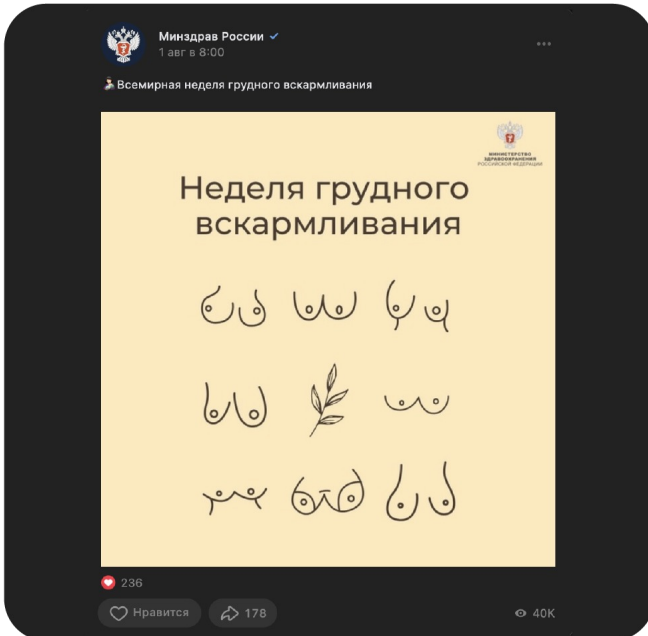 Минздрав России
1 авг в 8:00
Всемирная неделя грудного вскармливания
МИНИСТЕРСТВО
ЗДРАВООХРАНЕНИЯ
РОССИЙСКОЙ ФЕДЕРАЦИИ
Неделя грудного
вскармливания
236
Нравится 178 40K